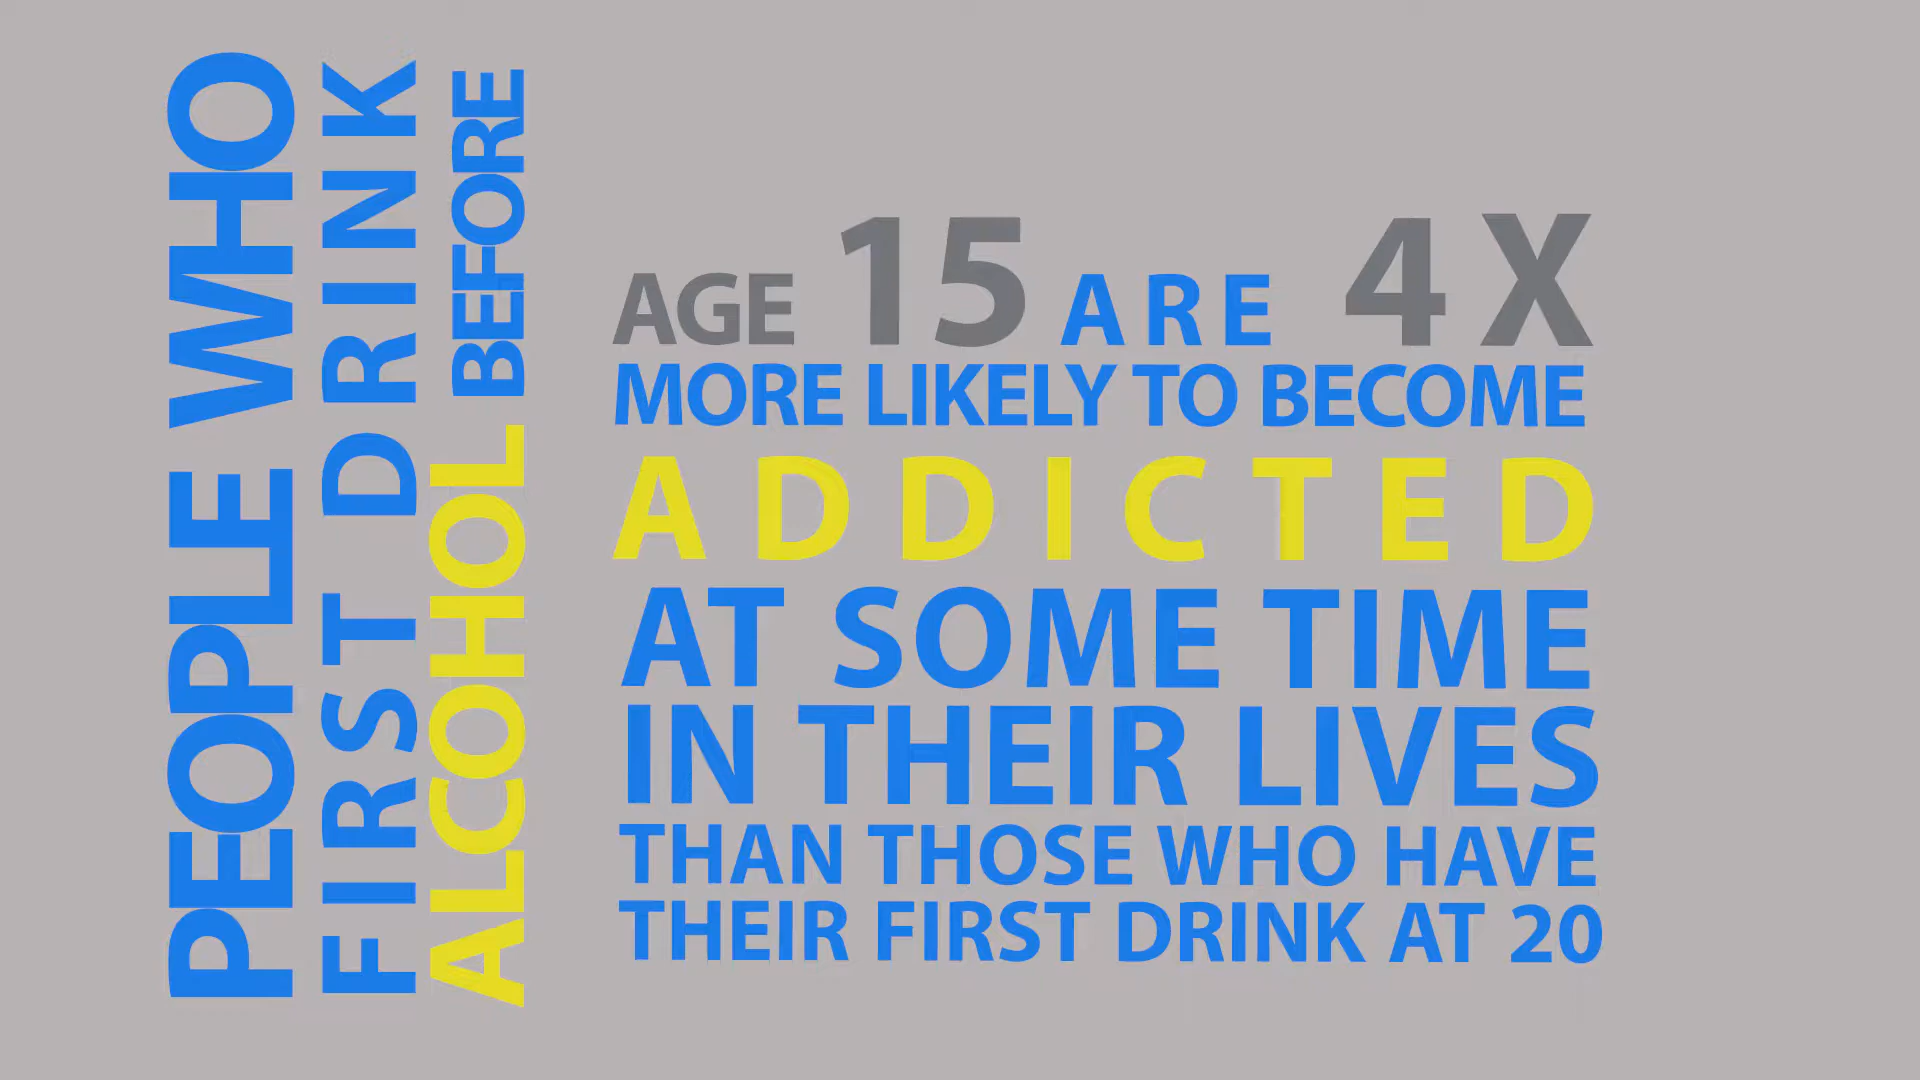 PEOPLE WHO
FIRST DRINK
ALCOHOL BEFORE
AGE 15 ARE 4X
MORE LIKELY TO BECOME
ADDICTED
AT SOME TIME
IN THEIR LIVES
THAN THOSE WHO HAVE
THEIR FIRST DRINK AT 20